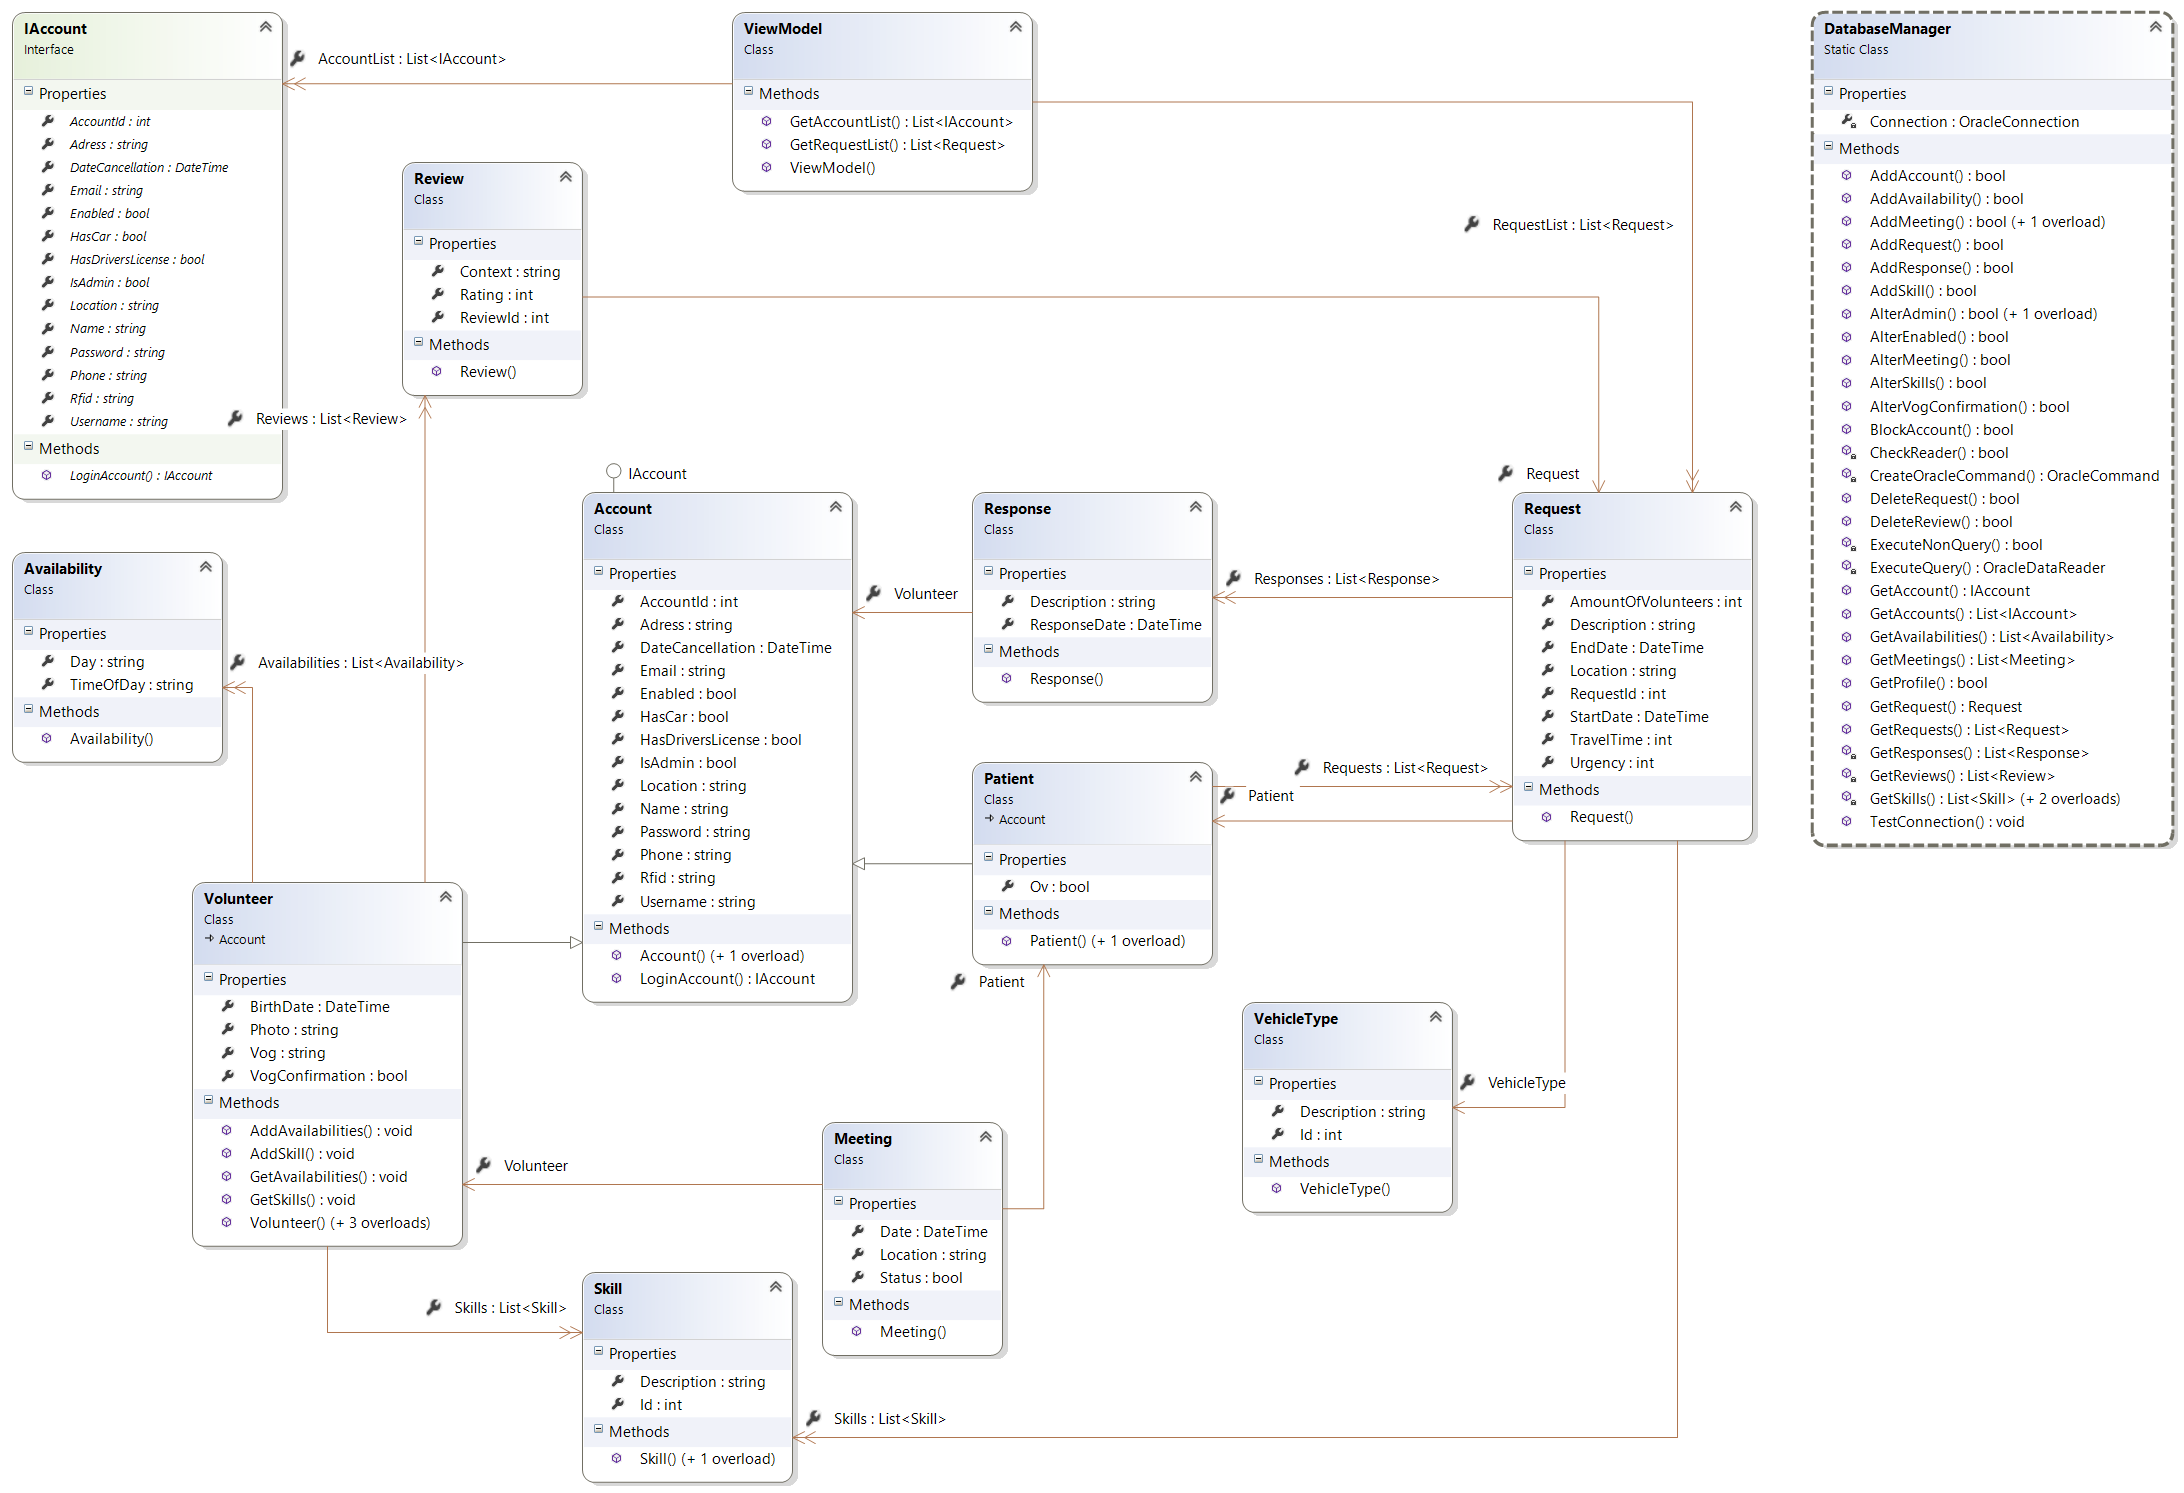 IAccount
Interface
Properties
AccountId : int
Adress : string
DateCancellation : DateTime
Email : string
Enabled : bool
HasCar : bool
HasDriversLicense : bool
IsAdmin : bool
Location : string
Name : string
Password : string
Phone : string
Rfid : string
Username : string
Methods
LoginAccount() : IAccount
AccountList : List<IAccount>
ViewModel
Class
Methods
GetAccountList() : List<IAccount>
GetRequestList() : List<Request>
ViewModel()
RequestList : List<Request>
Review
Class
Properties
Context : string
Rating : int
ReviewId : int
Methods
Review()
Reviews : List<Review>
Request
IAccount
Account
Class
Properties
AccountId : int
Adress : string
DateCancellation : DateTime
Email : string
Enabled : bool
HasCar : bool
HasDriversLicense : bool
IsAdmin : bool
Location : string
Name : string
Password : string
Phone : string
Rfid : string
Username : string
Methods
Account() (+ 1 overload)
LoginAccount() : IAccount
Volunteer
Response
Class
Properties
Description : string
ResponseDate : DateTime
Methods
Response()
Responses : List<Response>
Request
Class
Properties
AmountOfVolunteers : int
Description : string
EndDate : DateTime
Location : string
RequestId : int
StartDate : DateTime
TravelTime : int
Urgency : int
Methods
Request()
Requests : List<Request>
Patient
Patient
Class
Account
Properties
Ov : bool
Methods
Patient() (+ 1 overload)
Patient
Availability
Class
Properties
Day : string
TimeOfDay : string
Methods
Availability()
Availabilities : List<Availability>
Volunteer
Class
Account
Properties
BirthDate : DateTime
Photo : string
Vog : string
VogConfirmation : bool
Methods
AddAvailabilities() : void
AddSkill() : void
GetAvailabilities() : void
GetSkills() : void
Volunteer() (+ 3 overloads)
Volunteer
Meeting
Class
Properties
Date : DateTime
Location : string
Status : bool
Methods
Meeting()
VehicleType
Class
Properties
Description : string
Id : int
Methods
VehicleType()
VehicleType
Skills : List<Skill>
Skill
Class
Properties
Description : string
Id : int
Methods
Skill() (+ 1 overload)
Skills : List<Skill>
DatabaseManager
Static Class
Properties
Connection : OracleConnection
Methods
AddAccount() : bool
AddAvailability() : bool
AddMeeting() : bool (+ 1 overload)
AddRequest() : bool
AddResponse() : bool
AddSkill() : bool
AlterAdmin() : bool (+ 1 overload)
AlterEnabled() : bool
AlterMeeting() : bool
AlterSkills() : bool
AlterVogConfirmation() : bool
BlockAccount() : bool
CheckReader() : bool
CreateOracleCommand() : OracleCommand
DeleteRequest() : bool
DeleteReview() : bool
ExecuteNonQuery() : bool
ExecuteQuery() : OracleDataReader
GetAccount() : IAccount
GetAccounts() : List<IAccount>
GetAvailabilities() : List<Availability>
GetMeetings() : List<Meeting>
GetProfile() : bool
GetRequest() : Request
GetRequests() : List<Request>
GetResponses() : List<Response>
GetReviews() : List<Review>
GetSkills() : List<Skill> (+ 2 overloads)
TestConnection() : void